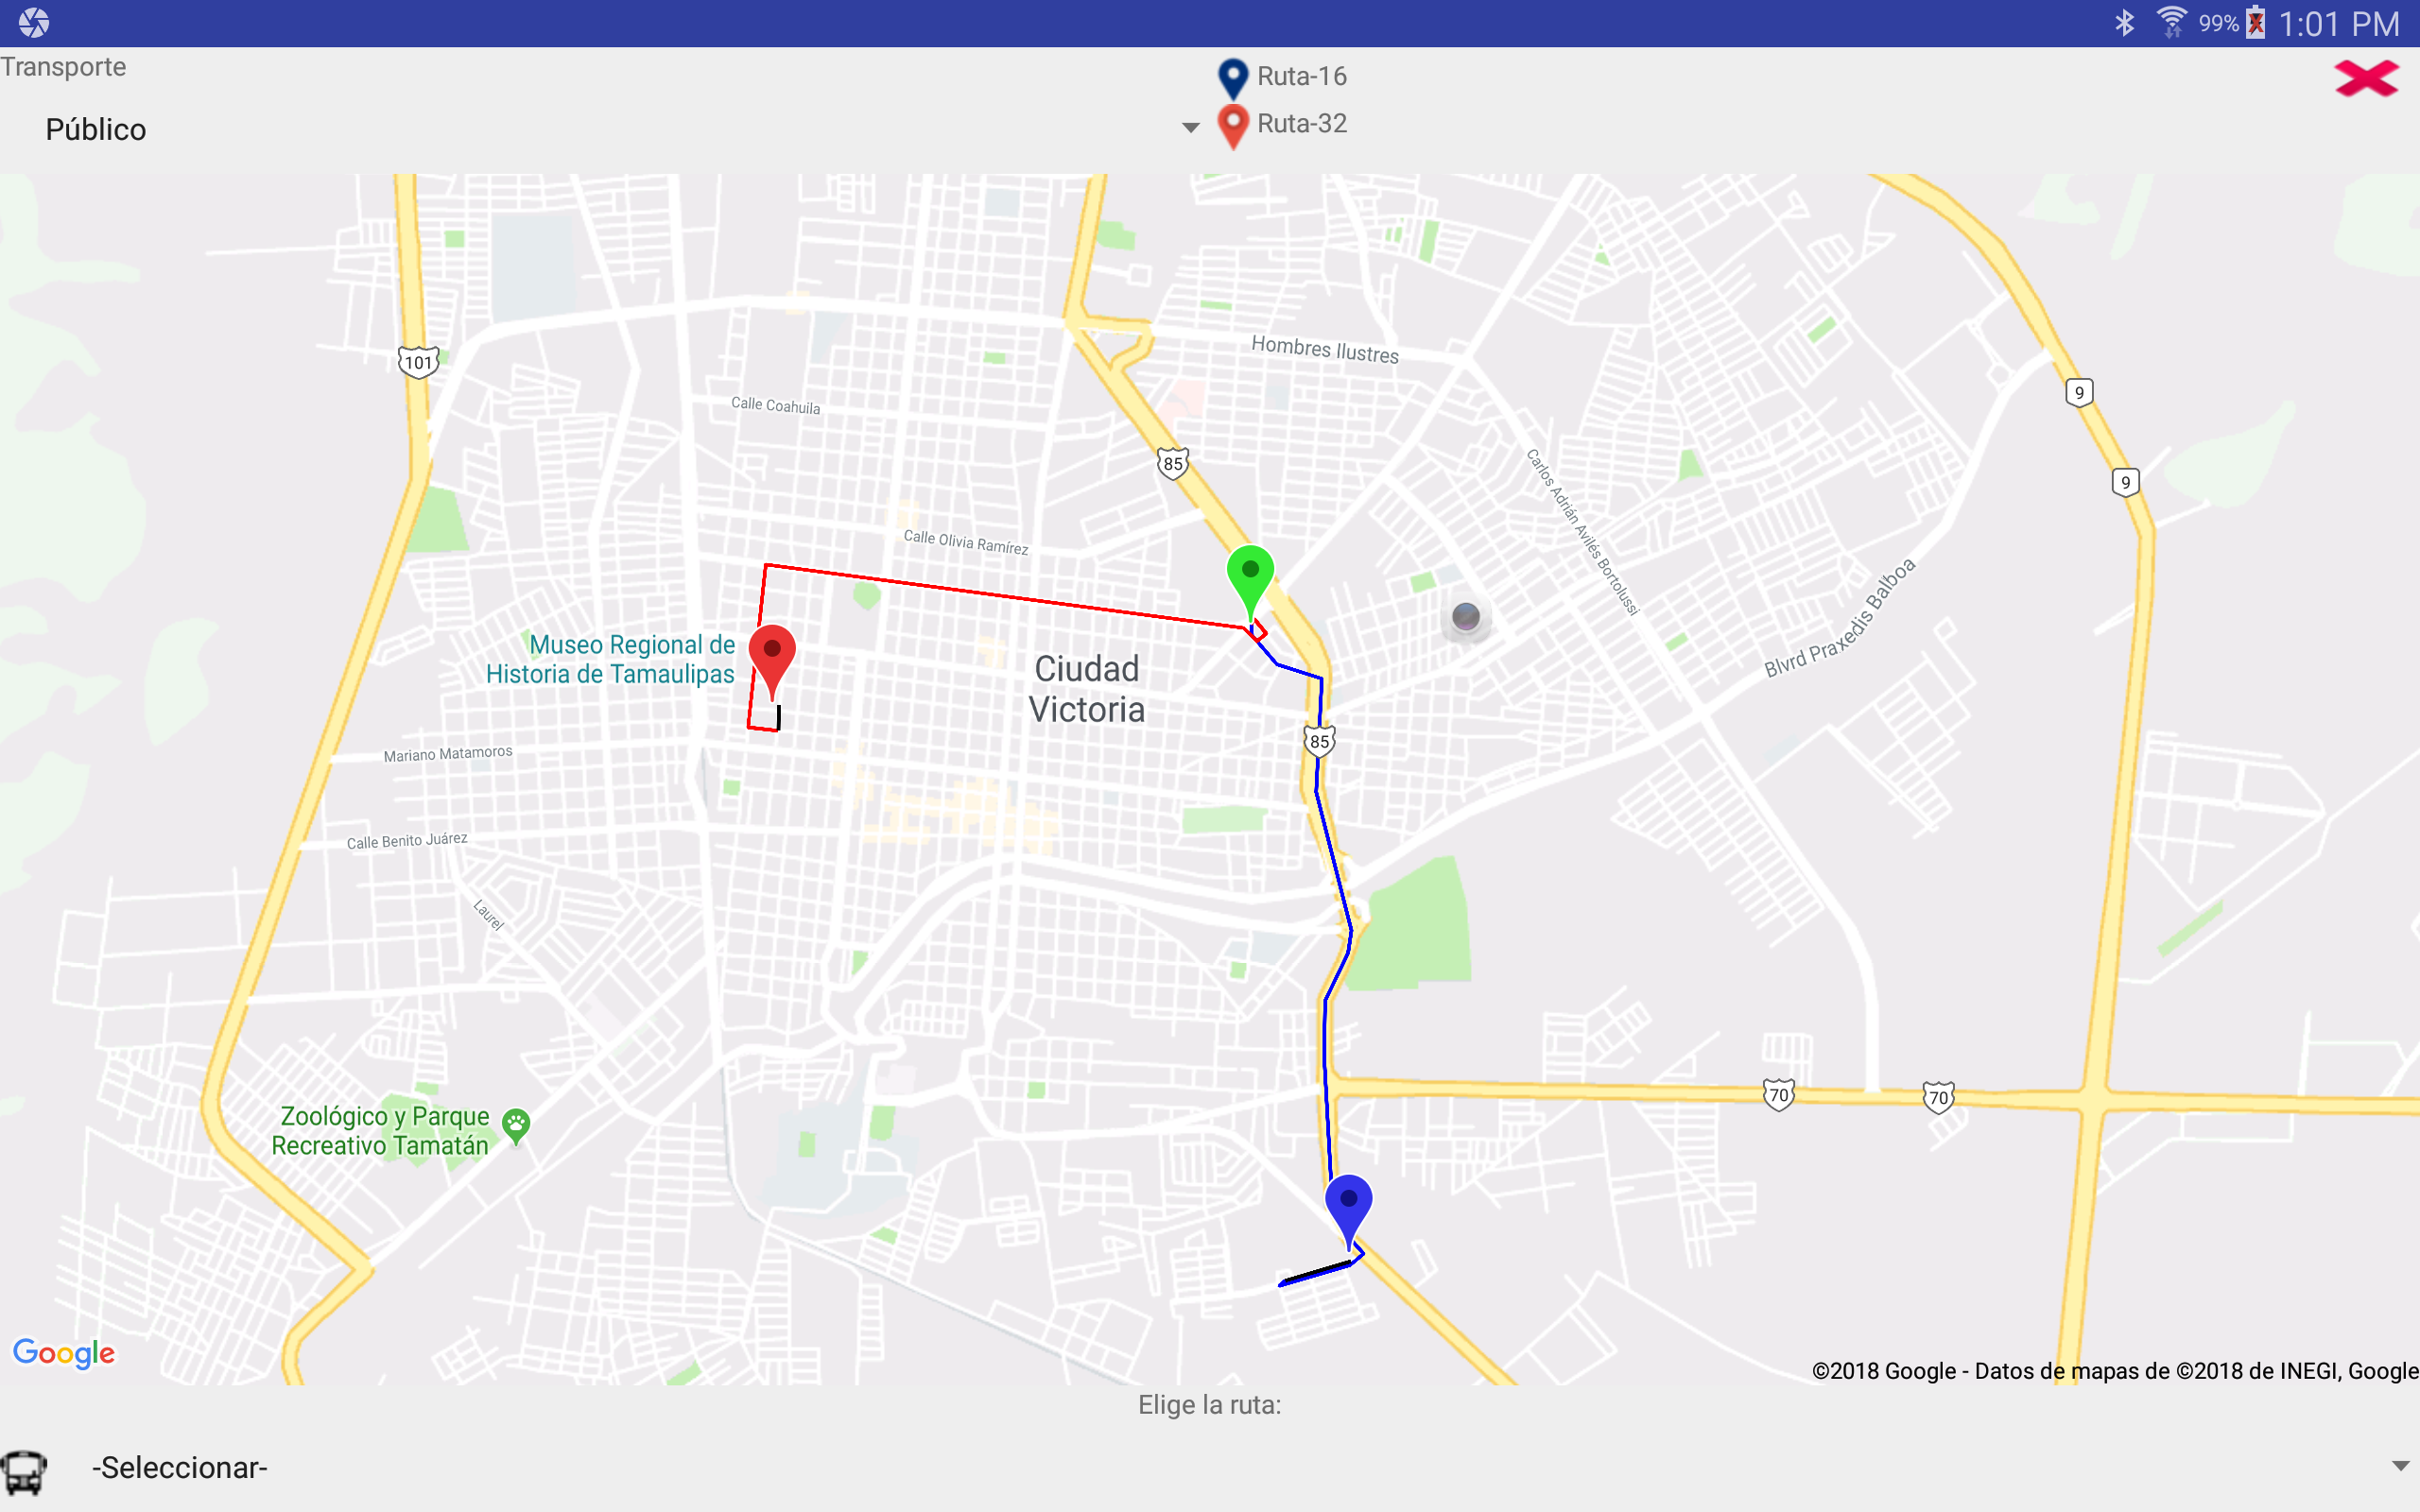 99% 1:01 PM
Transporte
Público
Ruta-16
Ruta-32
101
Hombres Ilustres
9
Calle Coahuila
85
9
Carlos Adrián Avilés Bortolussi
Calle Olivia Ramírez
Blvrd Praxedis Balboa
Museo Regional de
Historia de Tamaulipas
Ciudad
Victoria
85
Mariano Matamoros
Calle Benito Juárez
Laurel
70
70
Zoológico y Parque
Recreativo Tamatán
Google
©2018 Google - Datos de mapas de ©2018 de INEGI, Google
Elige la ruta:
-Seleccionar-